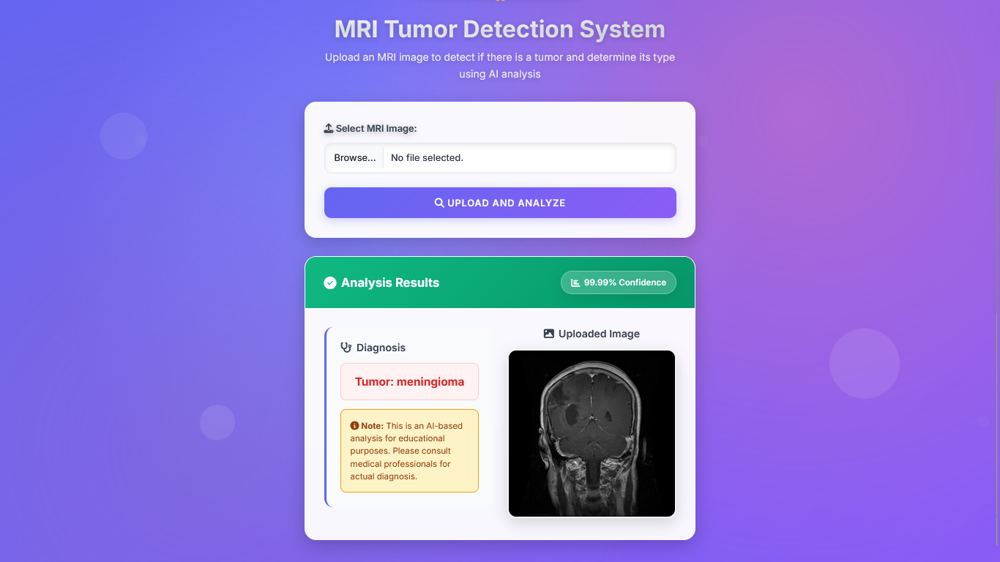 MRI Tumor Detection System
Upload an MRI image to detect if there is a tumor and determine its type
using AI analysis
Select MRI Image:
Browse... No file selected.
UPLOAD AND ANALYZE
Analysis Results
99.99% Confidence
Diagnosis
Tumor: meningioma
Note: This is an AI-based
analysis for educational
purposes. Please consult
medical professionals for
actual diagnosis.
Uploaded Image